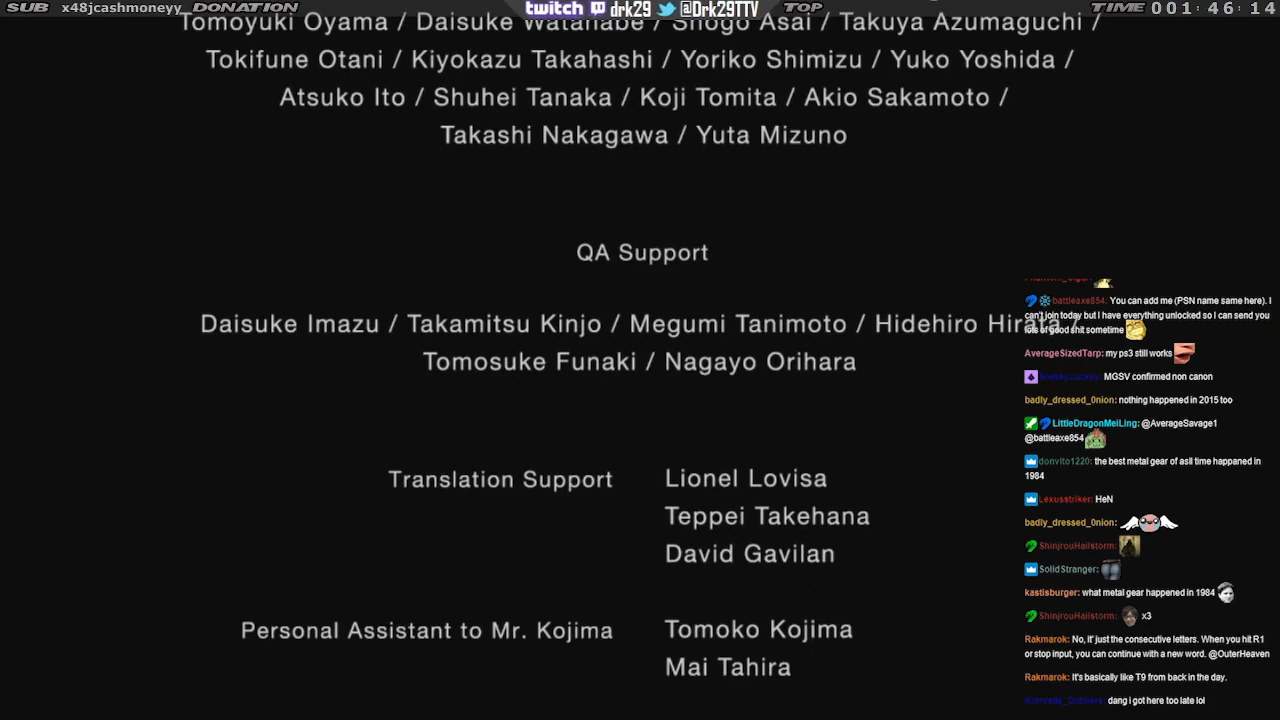 SUB x48jcashmoneyy DONATION twitch drk29 @Drk29TTV TOP TIME 001:46:14
Tomoyuki Oyama / Daisuke Watanabe / Shogo Asai / Takuya Azumaguchi /
Tokifune Otani / Kiyokazu Takahashi / Yoriko Shimizu / Yuko Yoshida /
Atsuko Ito / Shuhei Tanaka / Koji Tomita / Akio Sakamoto /
Takashi Nakagawa / Yuta Mizuno
QA Support
Daisuke Imazu / Takamitsu Kinjo / Megumi Tanimoto / Hidehiro Hirata /
Tomosuke Funaki / Nagayo Orihara
Translation Support Lionel Lovisa
Teppei Takehana
David Gavilan
Personal Assistant to Mr. Kojima Tomoko Kojima
Mai Tahira
battleaxe854: You can add me (PSN name same here). I
can't join today but I have everything unlocked so I can send you
lots of good shit sometime
AverageSizedTarp: my ps3 still works
MGSV confirmed non canon
badly_dressed_0nion: nothing happened in 2015 too
LittleDragonMeiLing: @AverageSavage1
@battleaxe854
donvito1220: the best metal gear of asll time happened in
1984
Lexusstriker: HeN
badly_dressed_0nion:
ShinjrouHailstorm:
SolidStranger:
kastisburger: what metal gear happened in 1984
ShinjrouHailstorm: x3
Rakmarok: No, it' just the consecutive letters. When you hit R1
or stop input, you can continue with a new word. @OuterHeaven
Rakmarok: It's basically like T9 from back in the day.
dang i got here too late lol